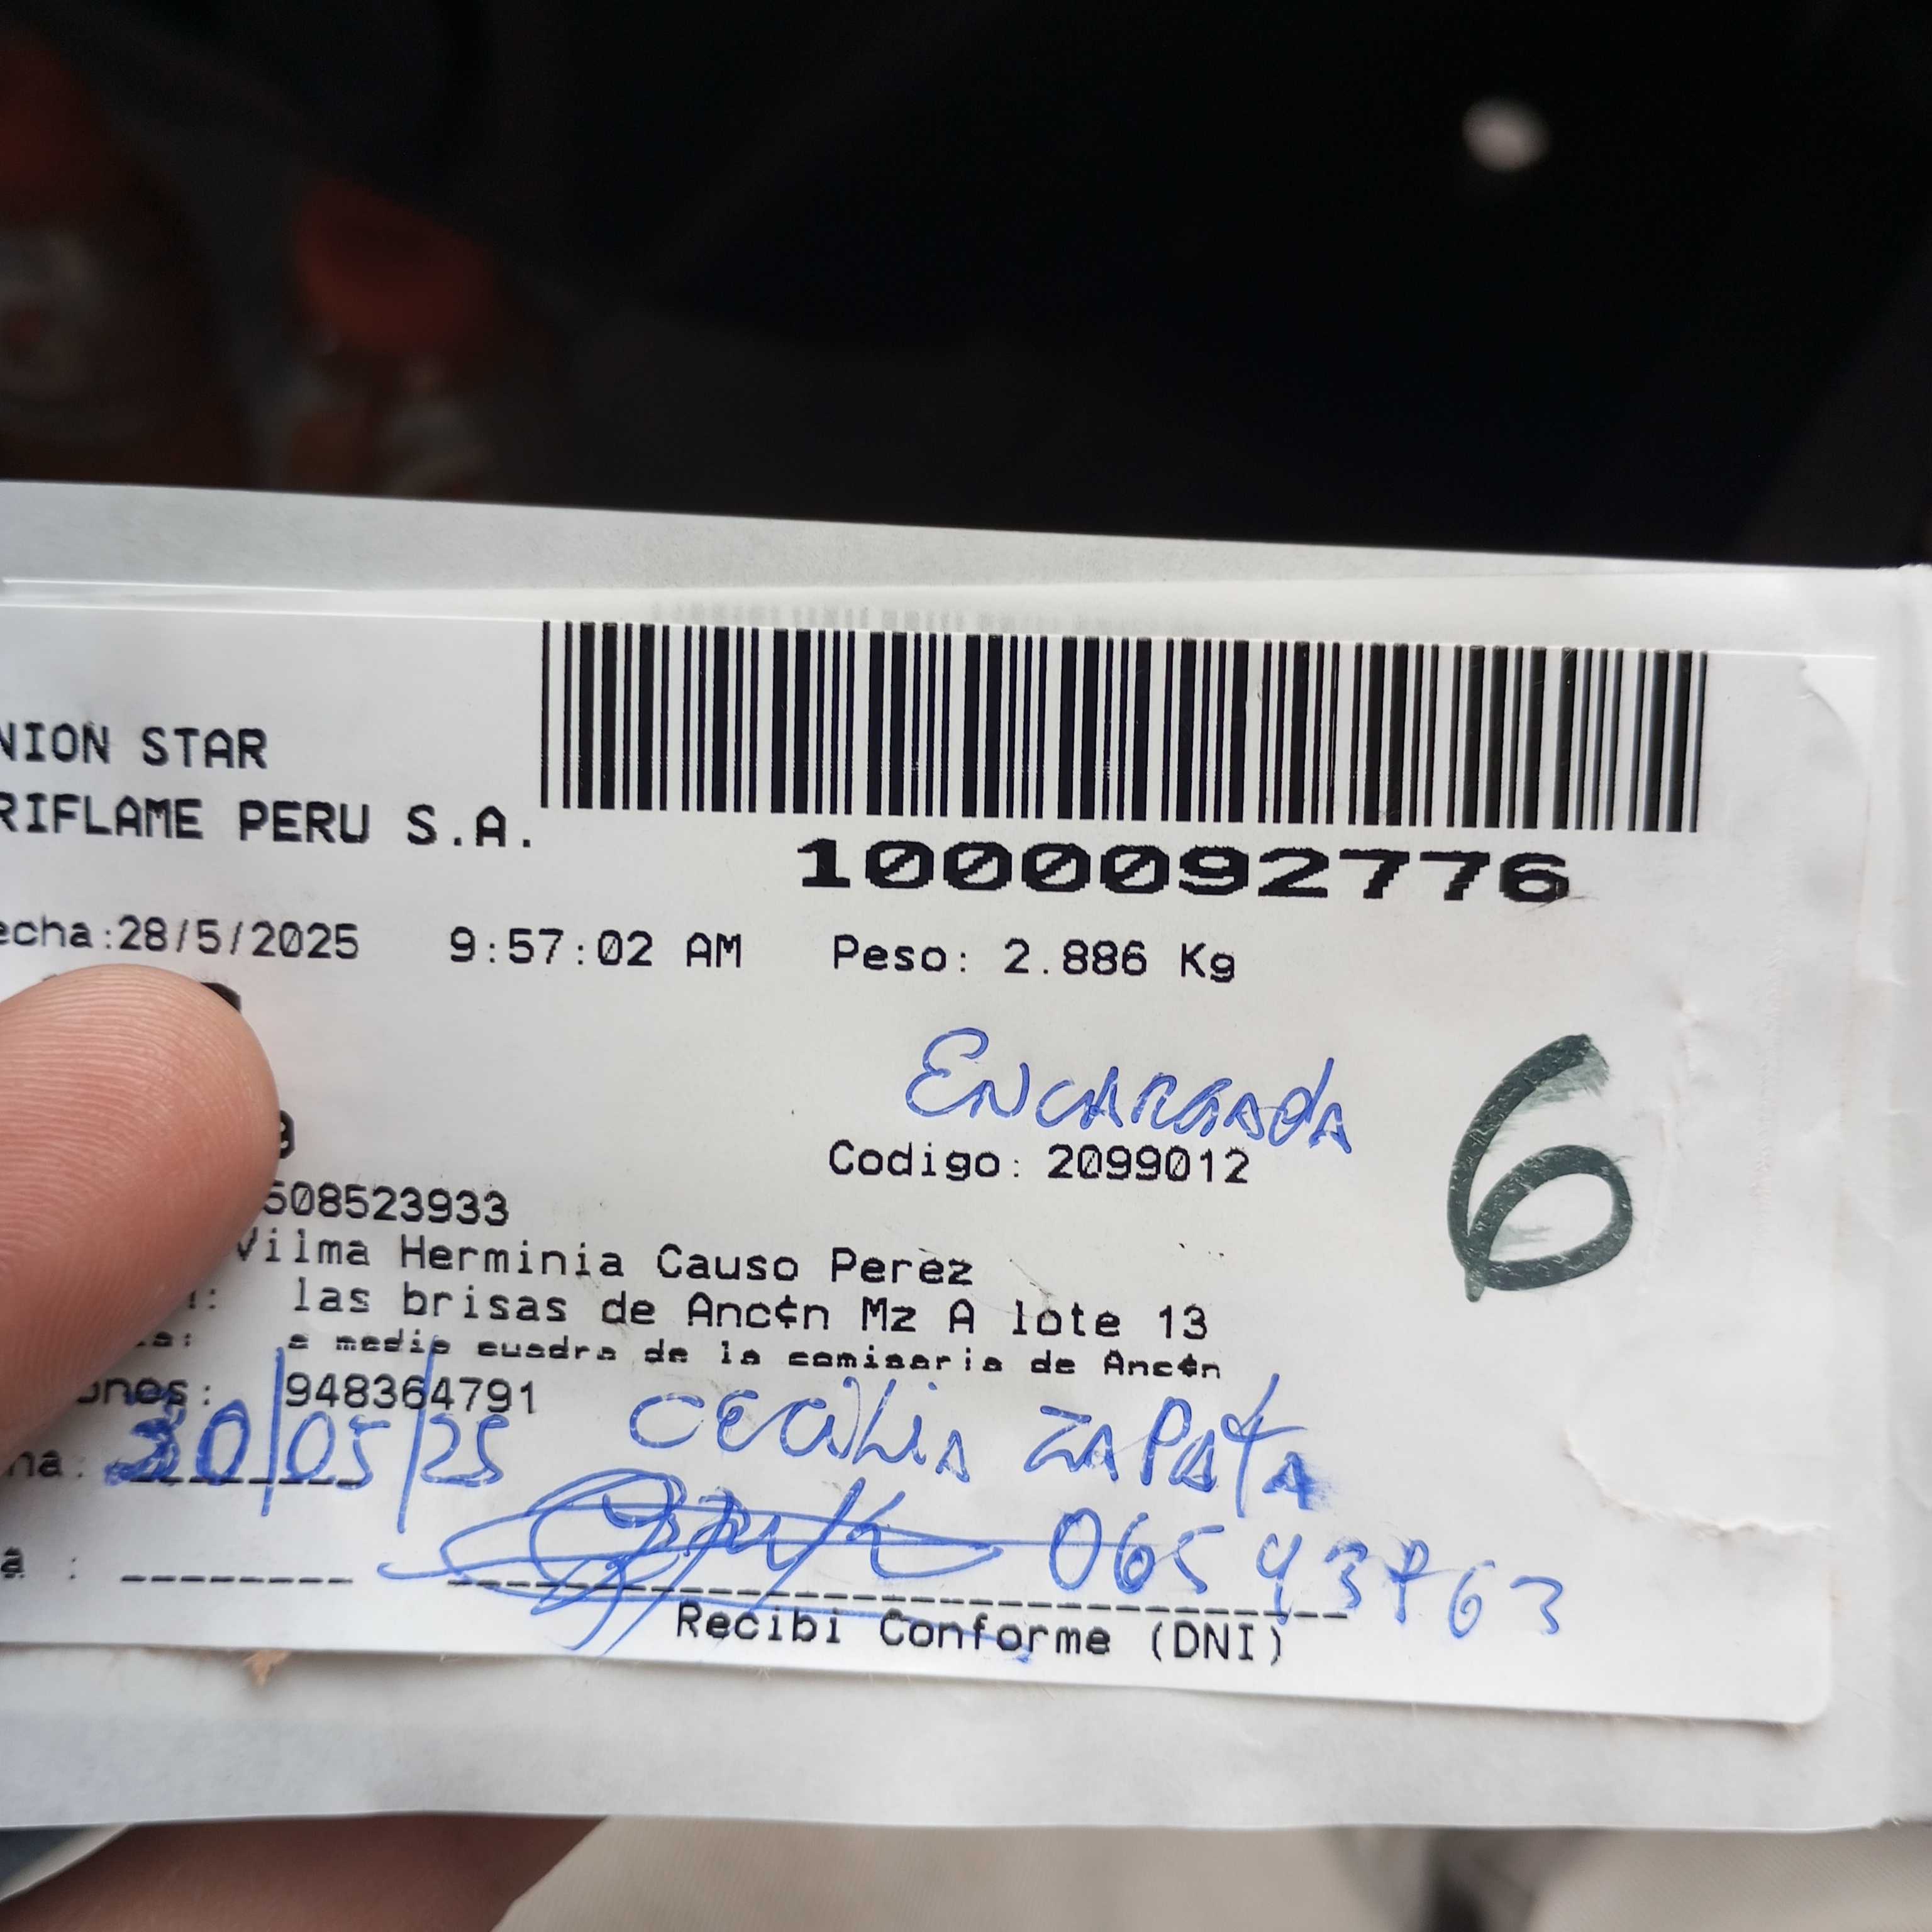 NION STAR
RIFLAME PERU S.A.
1000092776
echa:28/5/2025 9:57:02 AM Peso: 2.886 Kg
ENCARGADA
6
Codigo: 2099012
508523933
Vilma Herminia Causo Perez
las brisas de Anc¢n Mz A lote 13
a media cuadra de la comisaria de Anc¢n
ones: 948364791
CECILIA ZAPATA
na: 30/05/25
a : 
Recibi Conforme (DNI)